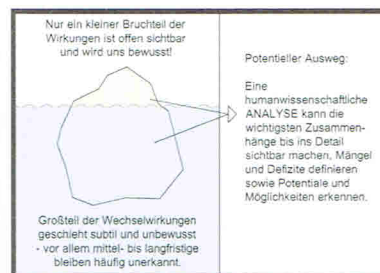 Nur ein kleiner Bruchteil der
Wirkungen ist offen sichtbar
und wird uns bewusst!
Großteil der Wechselwirkungen
geschieht subtil und unbewusst
- vor allem mittel- bis langfristige
bleiben häufig unerkannt.
Potentieller Ausweg:
Eine
humanwissenschaftliche
ANALYSE kann die
wichtigsten Zusammen-
hänge bis ins Detail
sichtbar machen, Mängel
und Defizite definieren
sowie Potentiale und
Möglichkeiten erkennen.